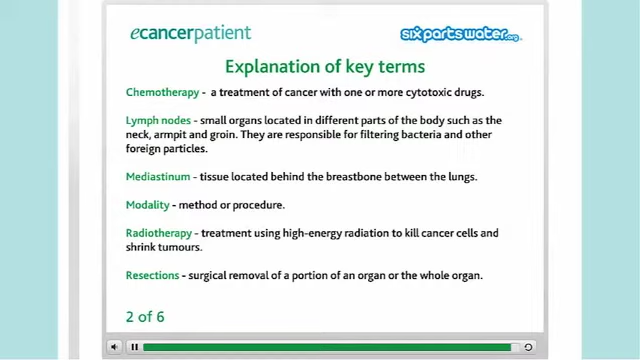 ecancerpatient
sixpartswater.org
Explanation of key terms
Chemotherapy - a treatment of cancer with one or more cytotoxic drugs.
Lymph nodes - small organs located in different parts of the body such as the
neck, armpit and groin. They are responsible for filtering bacteria and other
foreign particles.
Mediastinum - tissue located behind the breastbone between the lungs.
Modality - method or procedure.
Radiotherapy - treatment using high-energy radiation to kill cancer cells and
shrink tumours.
Resections - surgical removal of a portion of an organ or the whole organ.
2 of 6